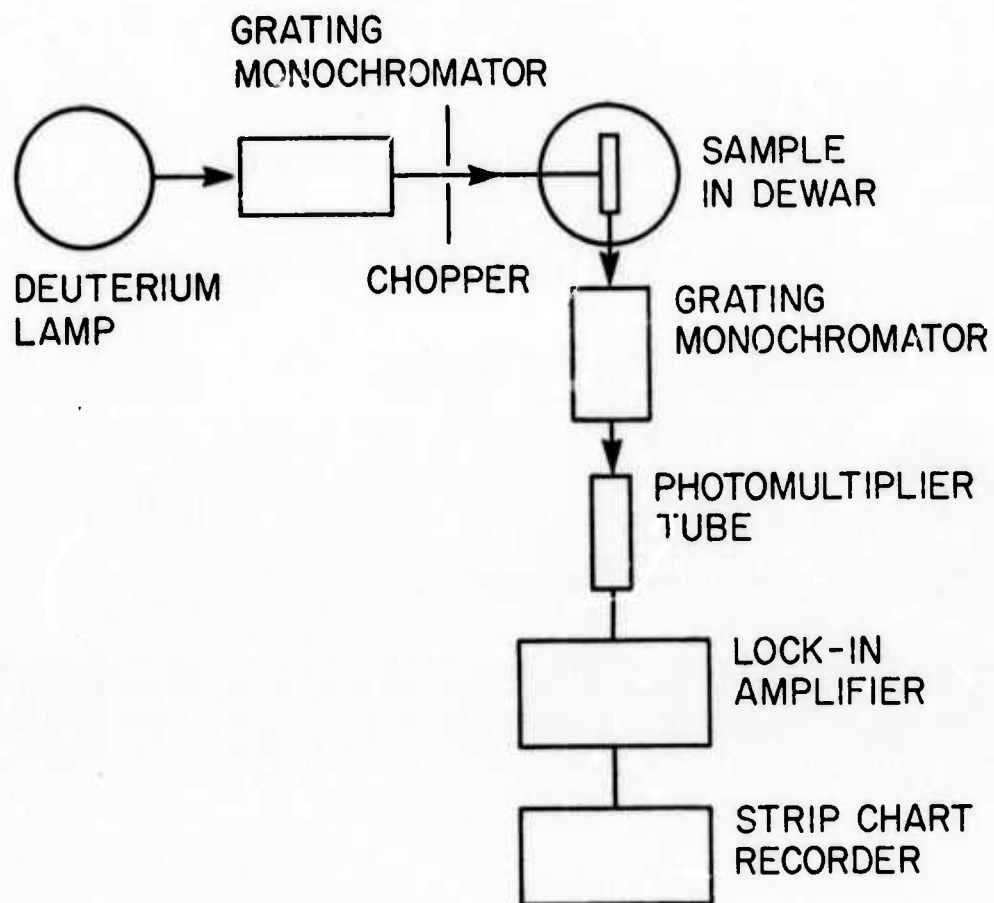 GRATING
MONOCHROMATOR
SAMPLE
IN DEWAR
CHOPPER
DEUTERIUM
LAMP
GRATING
MONOCHROMATOR
PHOTOMULTIPLIER
TUBE
LOCK-IN
AMPLIFIER
STRIP CHART
RECORDER